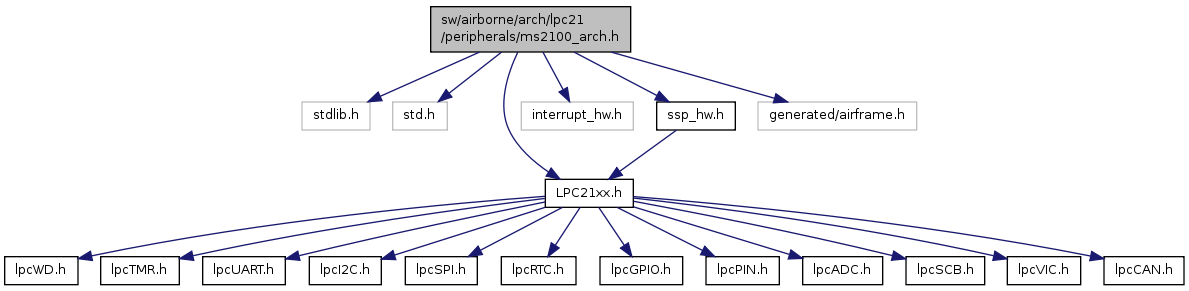 sw/airborne/arch/lpc21
/peripherals/ms2100_arch.h
stdlib.h
std.h
interrupt_hw.h
ssp_hw.h
generated/airframe.h
LPC21xx.h
lpcWD.h
lpcTMR.h
lpcUART.h
lpcI2C.h
lpcSPI.h
lpcRTC.h
lpcGPIO.h
lpcPIN.h
lpcADC.h
lpcSCB.h
lpcVIC.h
lpcCAN.h